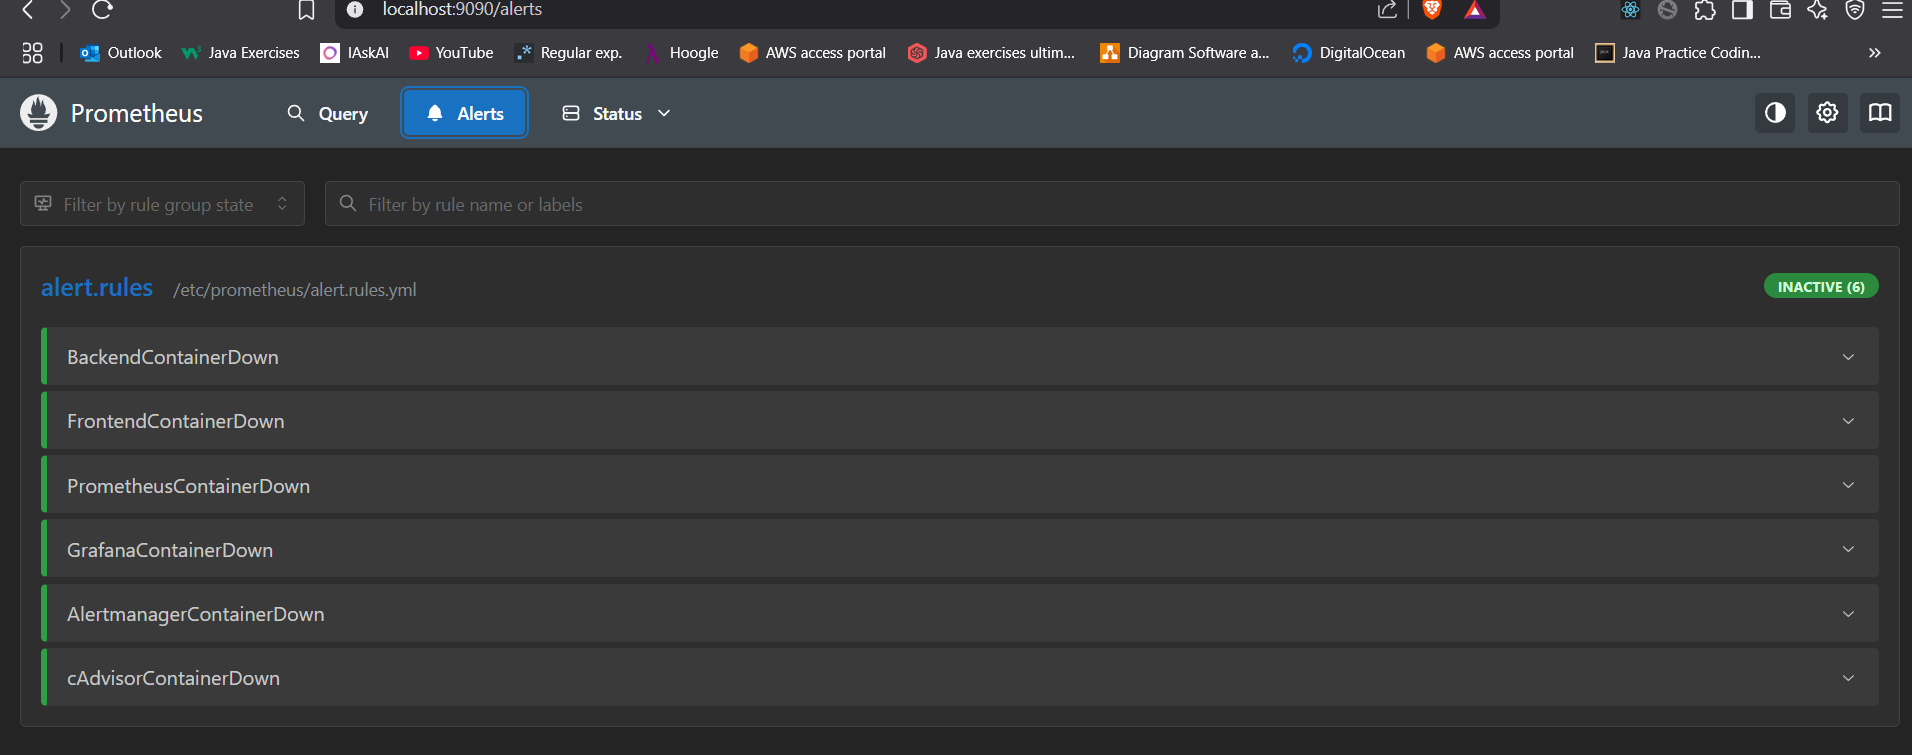 localhost:9090/alerts
Outlook Java Exercises IAskAI YouTube Regular exp. Hoogle AWS access portal Java exercises ultim... Diagram Software a... DigitalOcean AWS access portal Java Practice Codin... »
Prometheus Query Alerts Status
Filter by rule group state Filter by rule name or labels
alert.rules /etc/prometheus/alert.rules.yml INACTIVE (6)
BackendContainerDown
FrontendContainerDown
PrometheusContainerDown
GrafanaContainerDown
AlertmanagerContainerDown
cAdvisorContainerDown